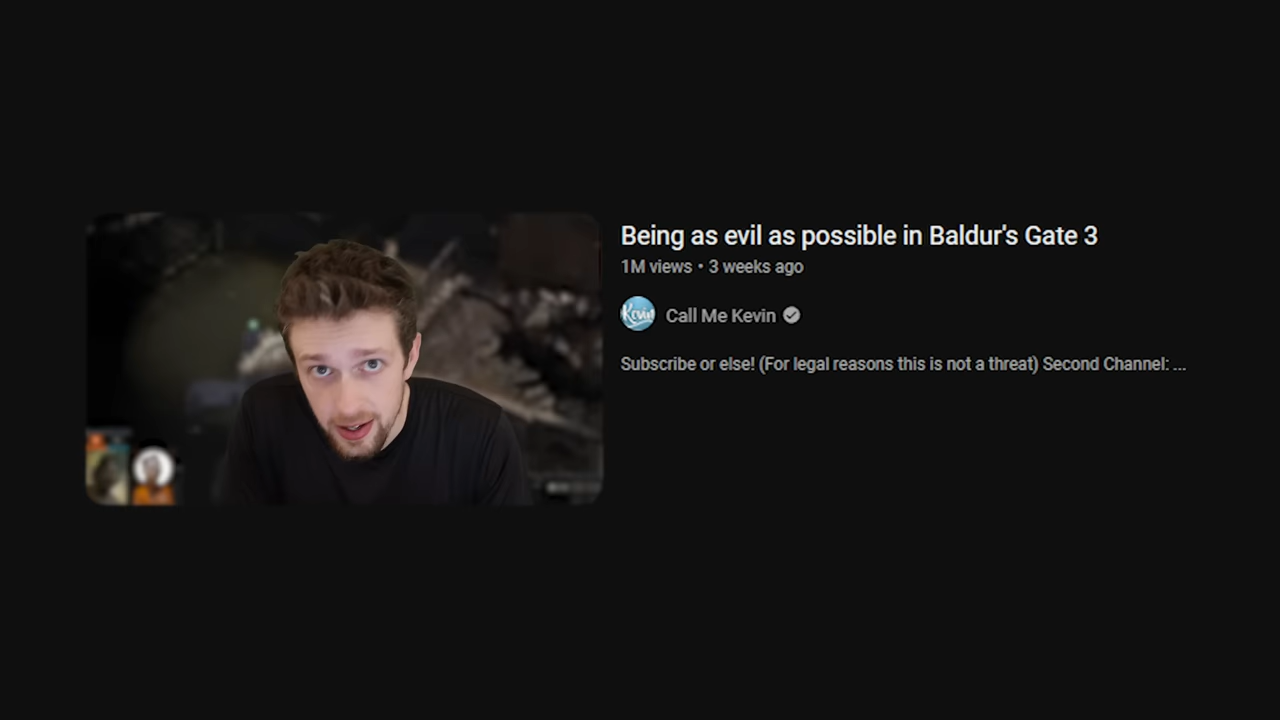 Being as evil as possible in Baldur's Gate 3
1M views • 3 weeks ago
Kevin
Call Me Kevin
Subscribe or else! (For legal reasons this is not a threat) Second Channel: ...